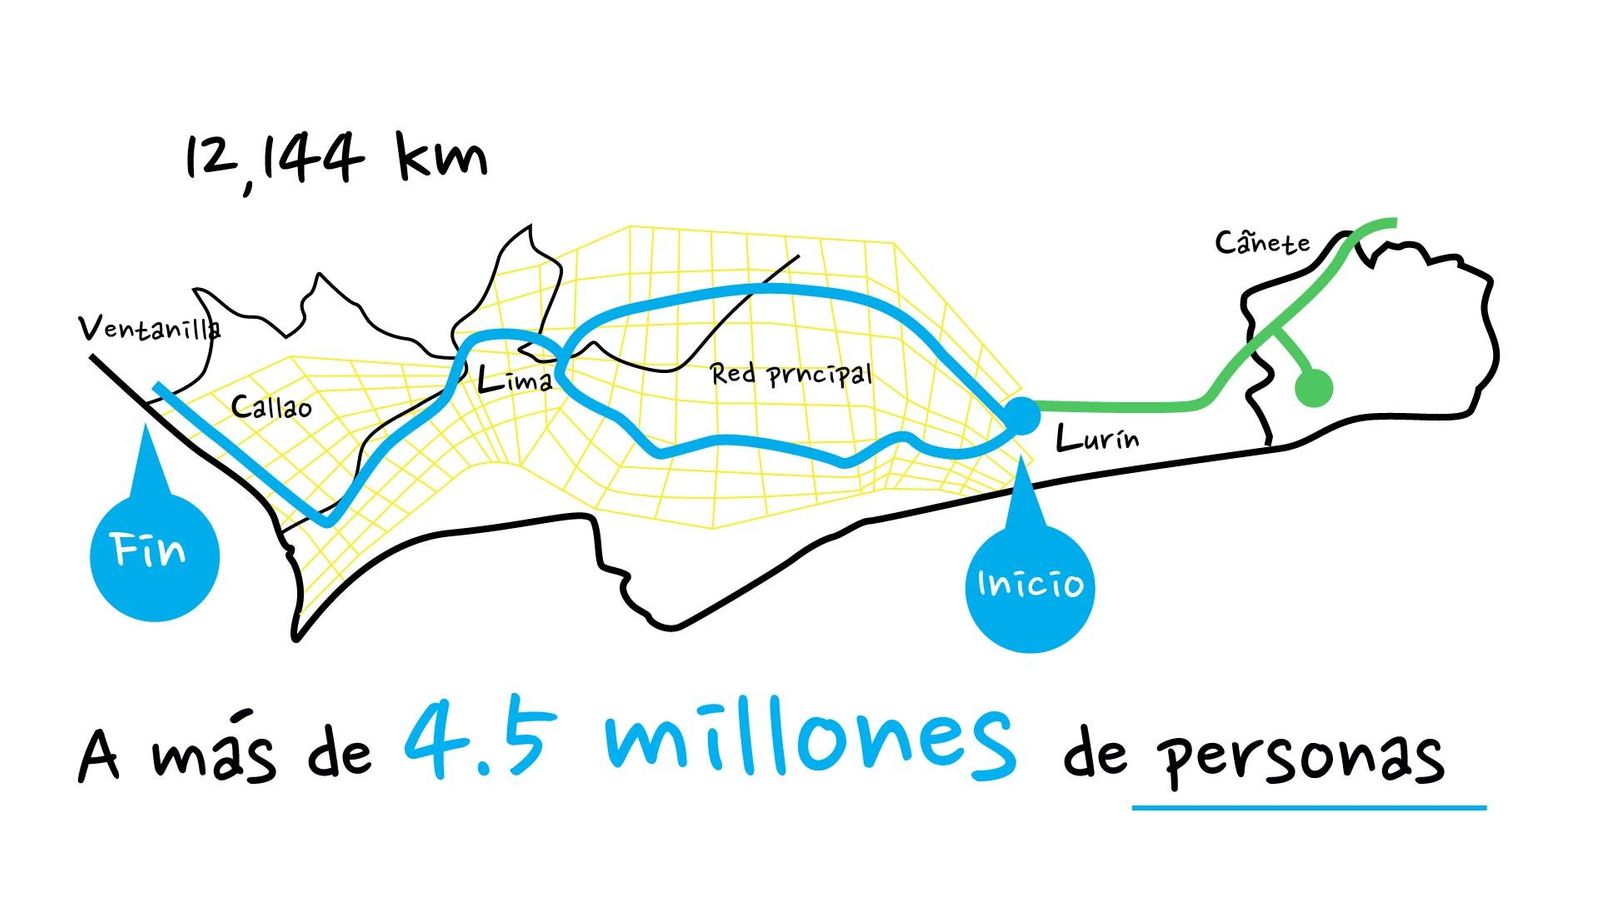 12,144 km
Cãnete
Ventanilla
Callao
Lima
Red prncipal
Lurín
Fin
Inicio
A más de 4.5 millones de personas